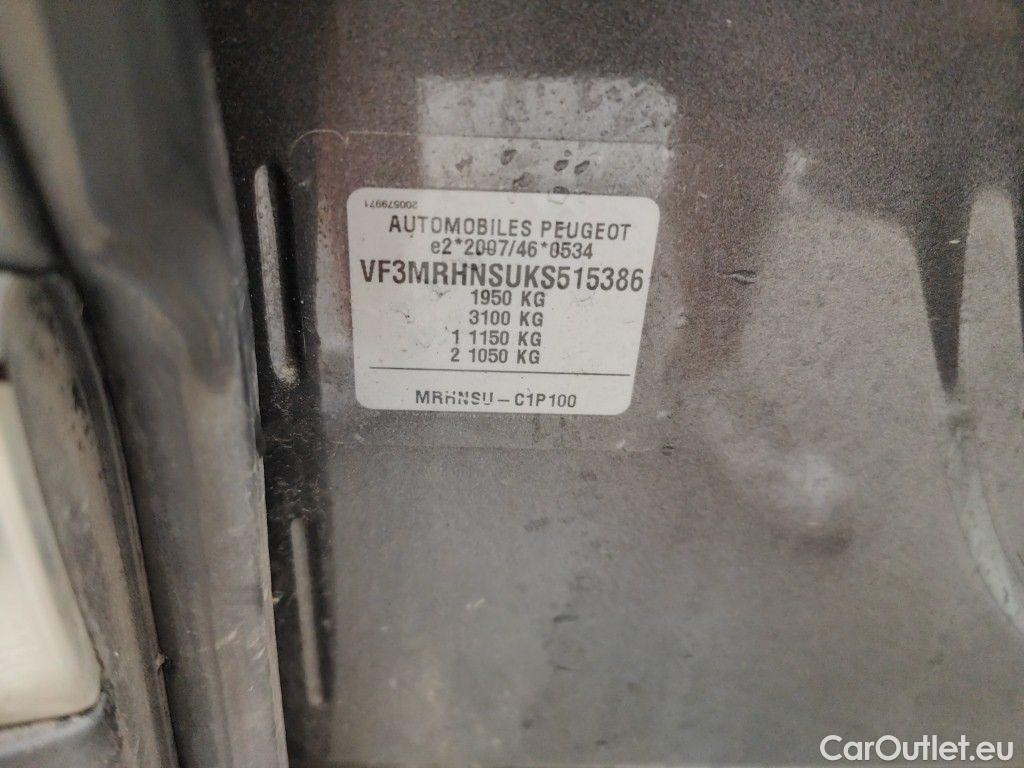 200579971
AUTOMOBILES PEUGEOT
e2*2007/46*0534
VF3MRHNSUKS515386
1950 KG
3100 KG
1 1150 KG
2 1050 KG
MRHNSU - C1P100
CarOutlet.eu